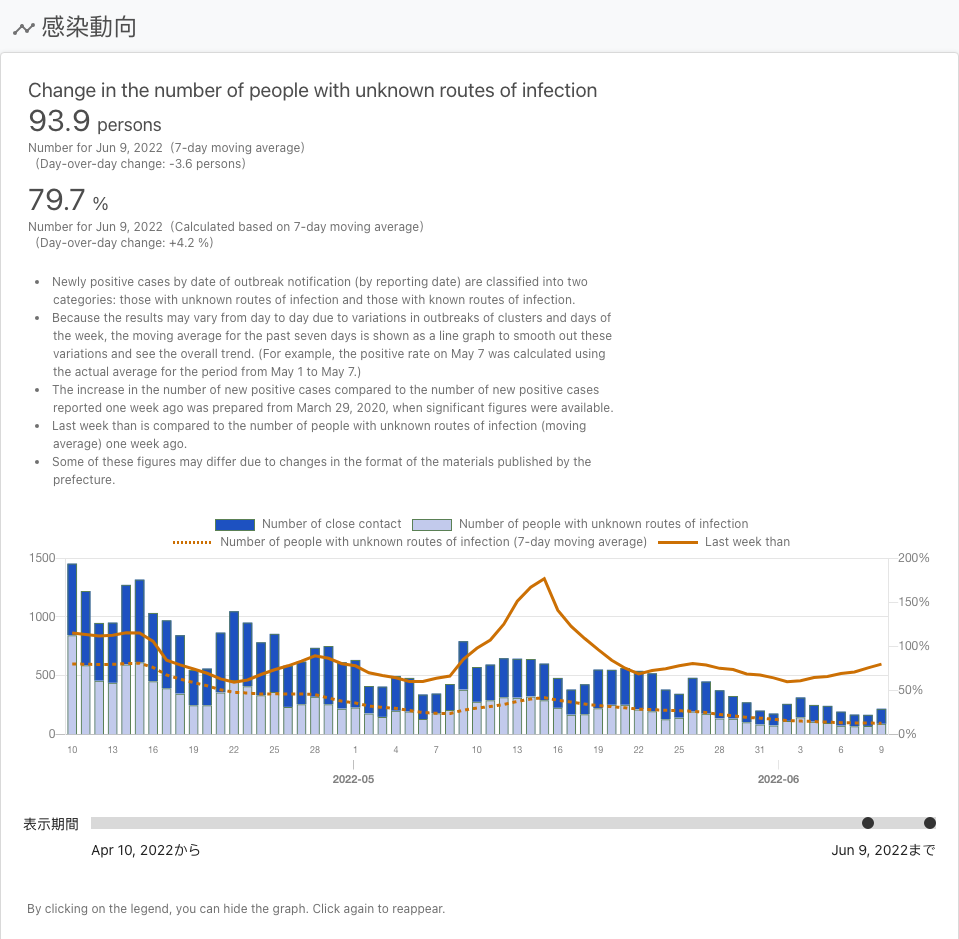 感染動向
Change in the number of people with unknown routes of infection
93.9 persons
Number for Jun 9, 2022 (7-day moving average)
(Day-over-day change: -3.6 persons)
79.7 %
Number for Jun 9, 2022 (Calculated based on 7-day moving average)
(Day-over-day change: +4.2 %)
• Newly positive cases by date of outbreak notification (by reporting date) are classified into two
categories: those with unknown routes of infection and those with known routes of infection.
• Because the results may vary from day to day due to variations in outbreaks of clusters and days of
the week, the moving average for the past seven days is shown as a line graph to smooth out these
variations and see the overall trend. (For example, the positive rate on May 7 was calculated using
the actual average for the period from May 1 to May 7.)
• The increase in the number of new positive cases compared to the number of new positive cases
reported one week ago was prepared from March 29, 2020, when significant figures were available.
• Last week than is compared to the number of people with unknown routes of infection (moving
average) one week ago.
• Some of these figures may differ due to changes in the format of the materials published by the
prefecture.
Number of close contact Number of people with unknown routes of infection
Number of people with unknown routes of infection (7-day moving average) Last week than
1500 200%
150%
1000
100%
500
50%
0 0%
10 13 16 19 22 25 28 1 4 7 10 13 16 19 22 25 28 31 3 6 9
2022-05 2022-06
表示期間
Apr 10, 2022から Jun 9, 2022まで
By clicking on the legend, you can hide the graph. Click again to reappear.